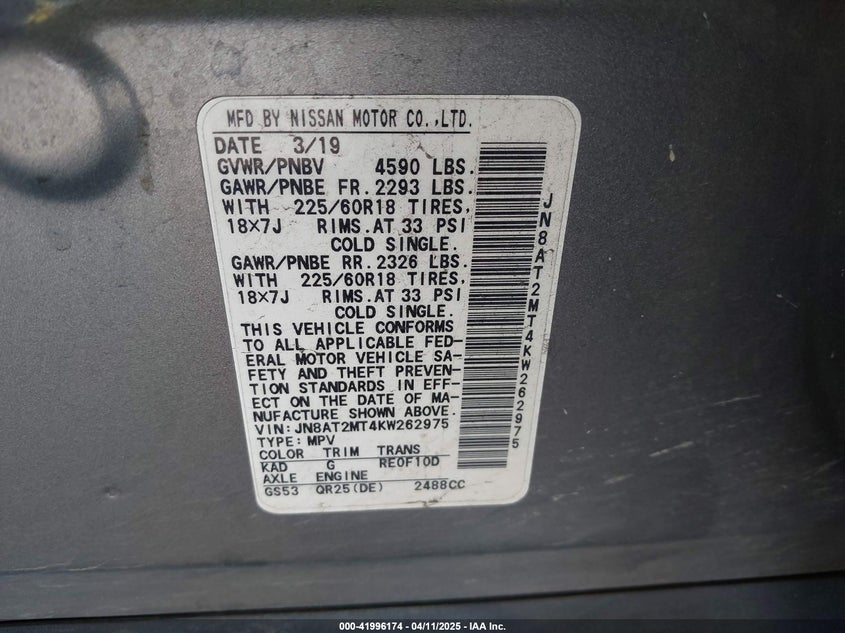 MFD BY NISSAN MOTOR CO.,LTD.
DATE 3/19
GVWR/PNBV 4590 LBS.
GAWR/PNBE FR.2293 LBS.
WITH 225/60R18 TIRES,
18×7J RIMS.AT 33 PSI
COLD SINGLE.
GAWR/PNBE RR.2326 LBS.
WITH 225/60R18 TIRES,
18×7J RIMS.AT 33 PSI
COLD SINGLE.
THIS VEHICLE CONFORMS
TO ALL APPLICABLE FED-
ERAL MOTOR VEHICLE SA-
FETY AND THEFT PREVEN-
TION STANDARDS IN EFF-
ECT ON THE DATE OF MA-
NUFACTURE SHOWN ABOVE.
VIN:JN8AT2MT4KW262975
TYPE:MPV
COLOR TRIM TRANS
KAD G RE0F10D
AXLE ENGINE
GS53 QR25(DE) 2488CC
JN8AT2MT4KW262975
000-41996174 - 04/11/2025 - IAA Inc.